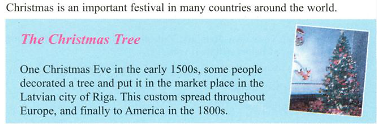 Christmas is an important festival in many countries around the world.
The Christmas Tree
One Christmas Eve in the early 1500s, some people
decorated a tree and put it in the market place in the
Latvian city of Riga. This custom spread throughout
Europe, and finally to America in the 1800s.